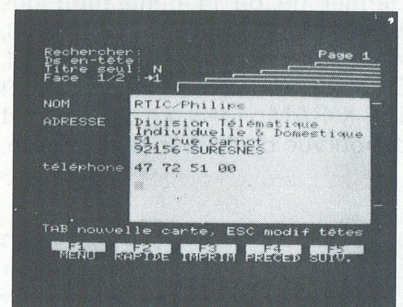 Rechercher:
Ds en-tête:
Titre seul: N
Face 1/2 :→1
Page 1
NOM RTIC/Philips
ADRESSE Division Télématique
Individuelle & Domestique
51, rue Carnot
92156-SURESNES
téléphone 47 72 51 00
TAB nouvelle carte, ESC modif têtes
F1 F2 F3 F4 F5
MENU RAPIDE IMPRIM PRECED SUIV.